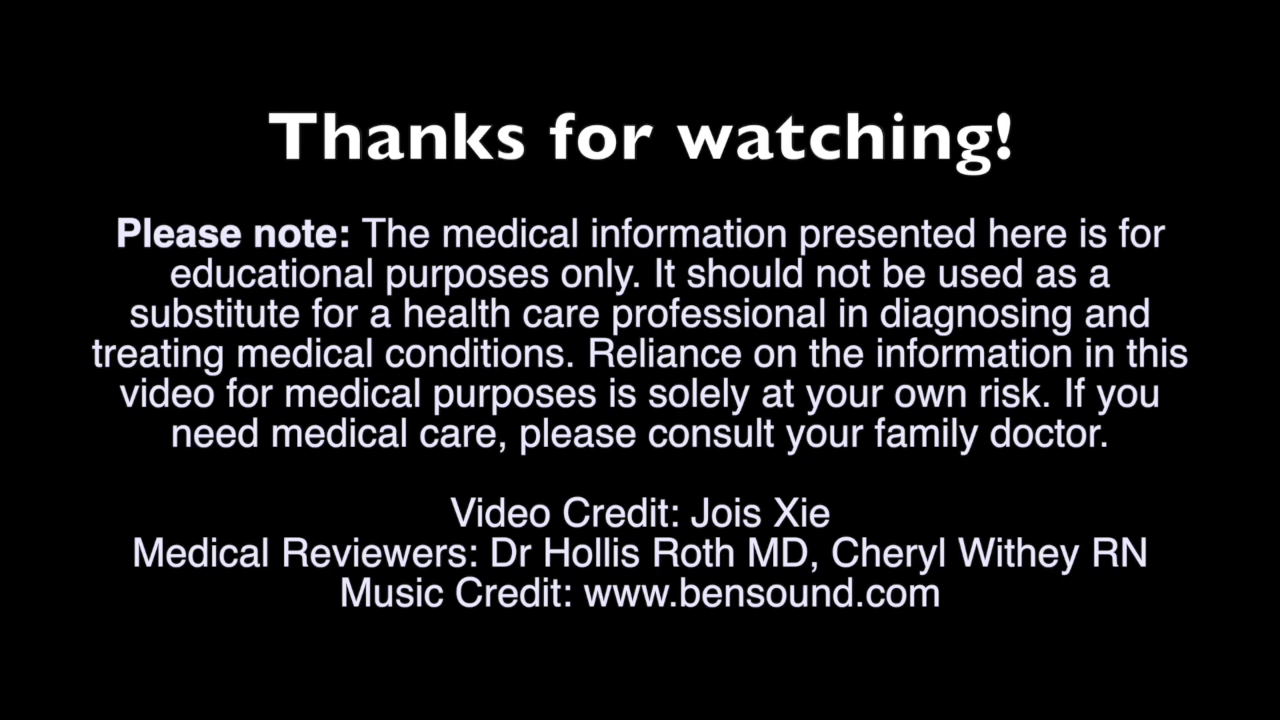 Thanks for watching!
Please note: The medical information presented here is for
educational purposes only. It should not be used as a
substitute for a health care professional in diagnosing and
treating medical conditions. Reliance on the information in this
video for medical purposes is solely at your own risk. If you
need medical care, please consult your family doctor.
Video Credit: Jois Xie
Medical Reviewers: Dr Hollis Roth MD, Cheryl Withey RN
Music Credit: www.bensound.com